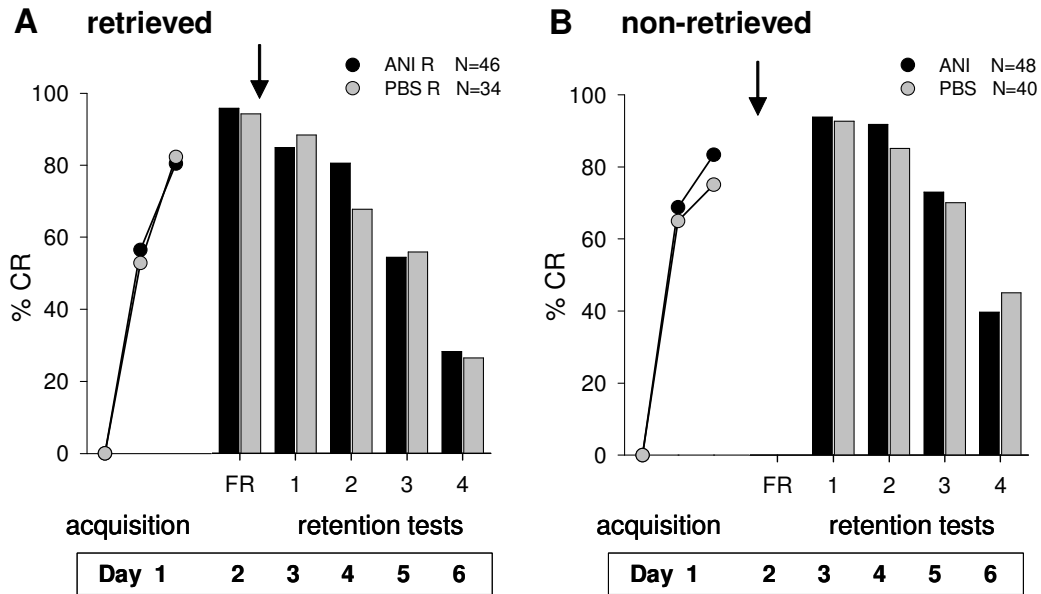 A retrieved
ANI R N=46
PBS R N=34
% CR
100
80
60
40
20
0
FR 1 2 3 4
acquisition retention tests
Day 1 2 3 4 5 6
B non-retrieved
ANI N=48
PBS N=40
% CR
100
80
60
40
20
0
FR 1 2 3 4
acquisition retention tests
Day 1 2 3 4 5 6